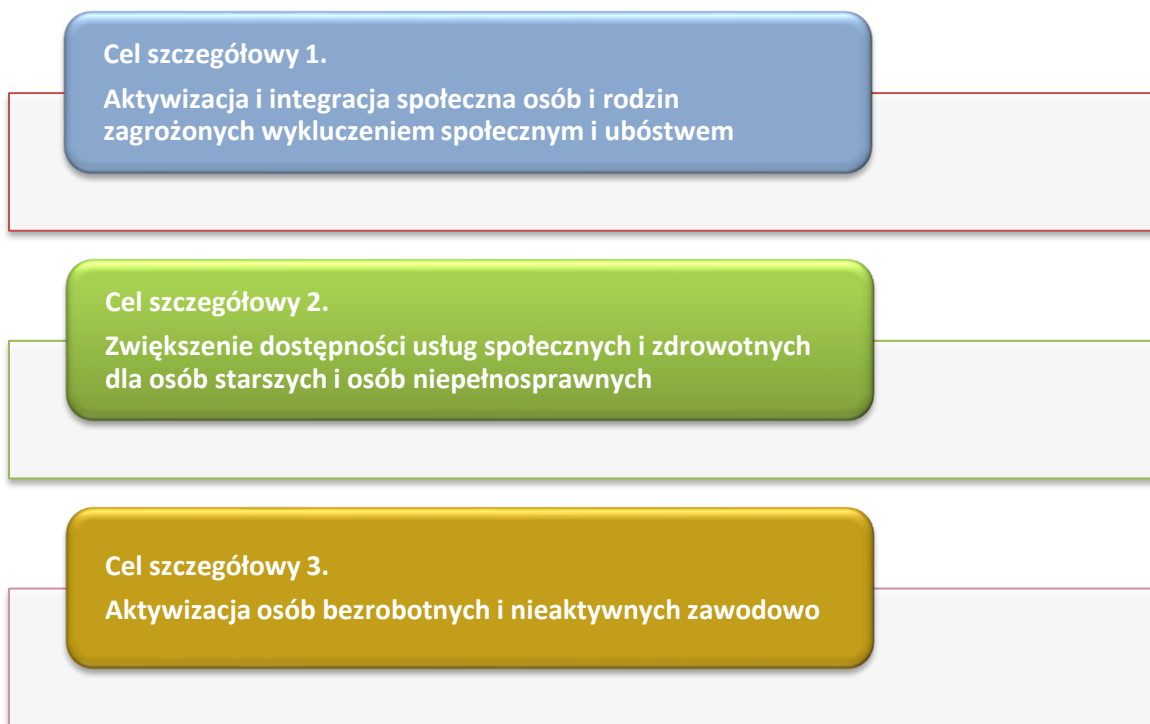 Cel szczegółowy 1.
Aktywizacja i integracja społeczna osób i rodzin
zagrożonych wykluczeniem społecznym i ubóstwem
Cel szczegółowy 2.
Zwiększenie dostępności usług społecznych i zdrowotnych
dla osób starszych i osób niepełnosprawnych
Cel szczegółowy 3.
Aktywizacja osób bezrobotnych i nieaktywnych zawodowo